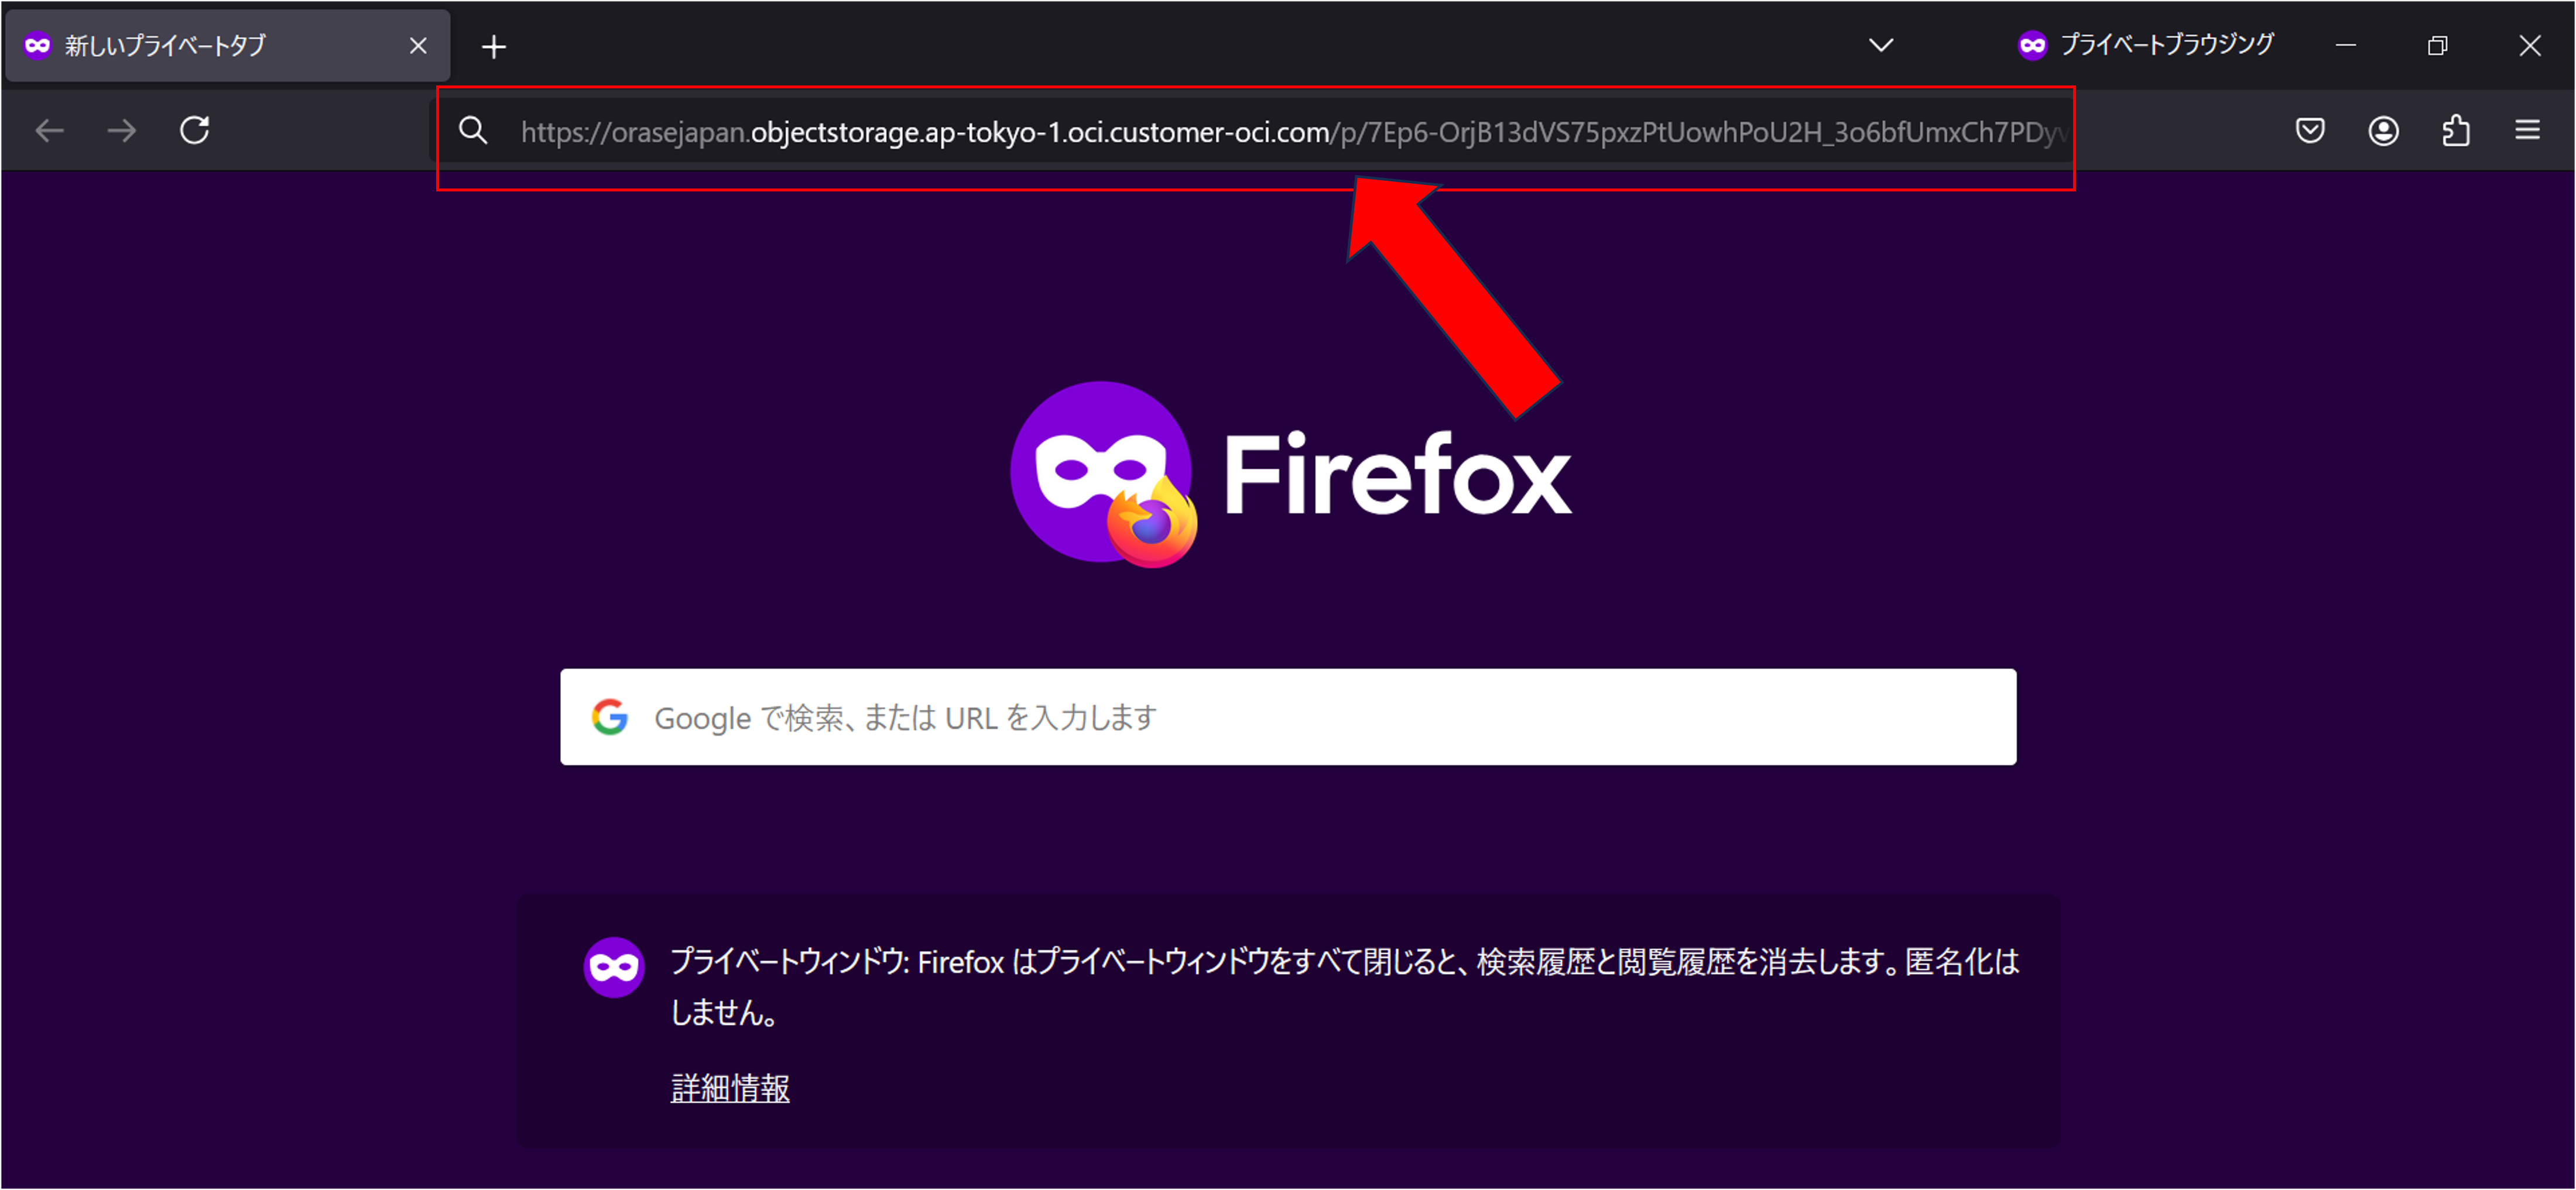 新しいプライベートタブ
プライベートブラウジング
https://orasejapan.objectstorage.ap-tokyo-1.oci.customer-oci.com/p/7Ep6-OrjB13dVS75pxzPtUowhPoU2H_3o6bfUmxCh7PDyv
Firefox
Google で検索、または URL を入力します
プライベートウィンドウ: Firefox はプライベートウィンドウをすべて閉じると、検索履歴と閲覧履歴を消去します。匿名化は
しません。
詳細情報